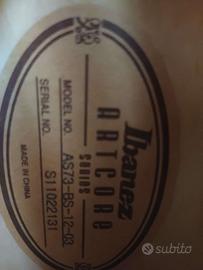 Ibanez
ARTCORE
SERIES
MODEL NO. AS73-BS-12-03
SERIAL NO. S11022131
MADE IN CHINA
subito